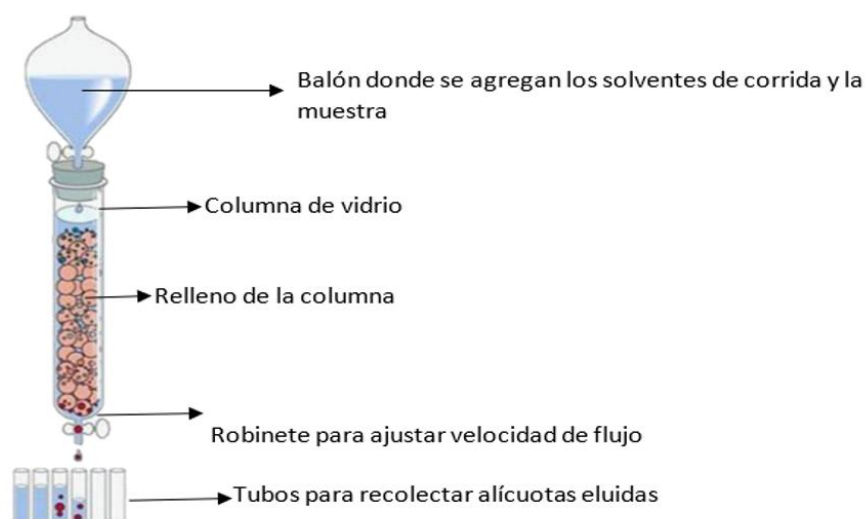 Balón donde se agregan los solventes de corrida y la
muestra
Columna de vidrio
Relleno de la columna
Robinete para ajustar velocidad de flujo
Tubos para recolectar alícuotas eluidas